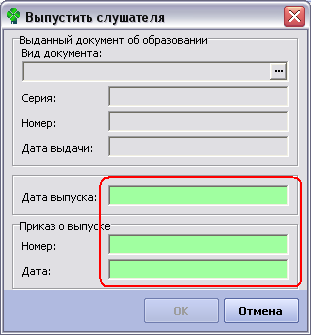 Выпустить слушателя
Выданный документ об образовании
Вид документа:
...
Серия:
Номер:
Дата выдачи:
Дата выпуска:
Приказ о выпуске
Номер:
Дата:
ОК Отмена